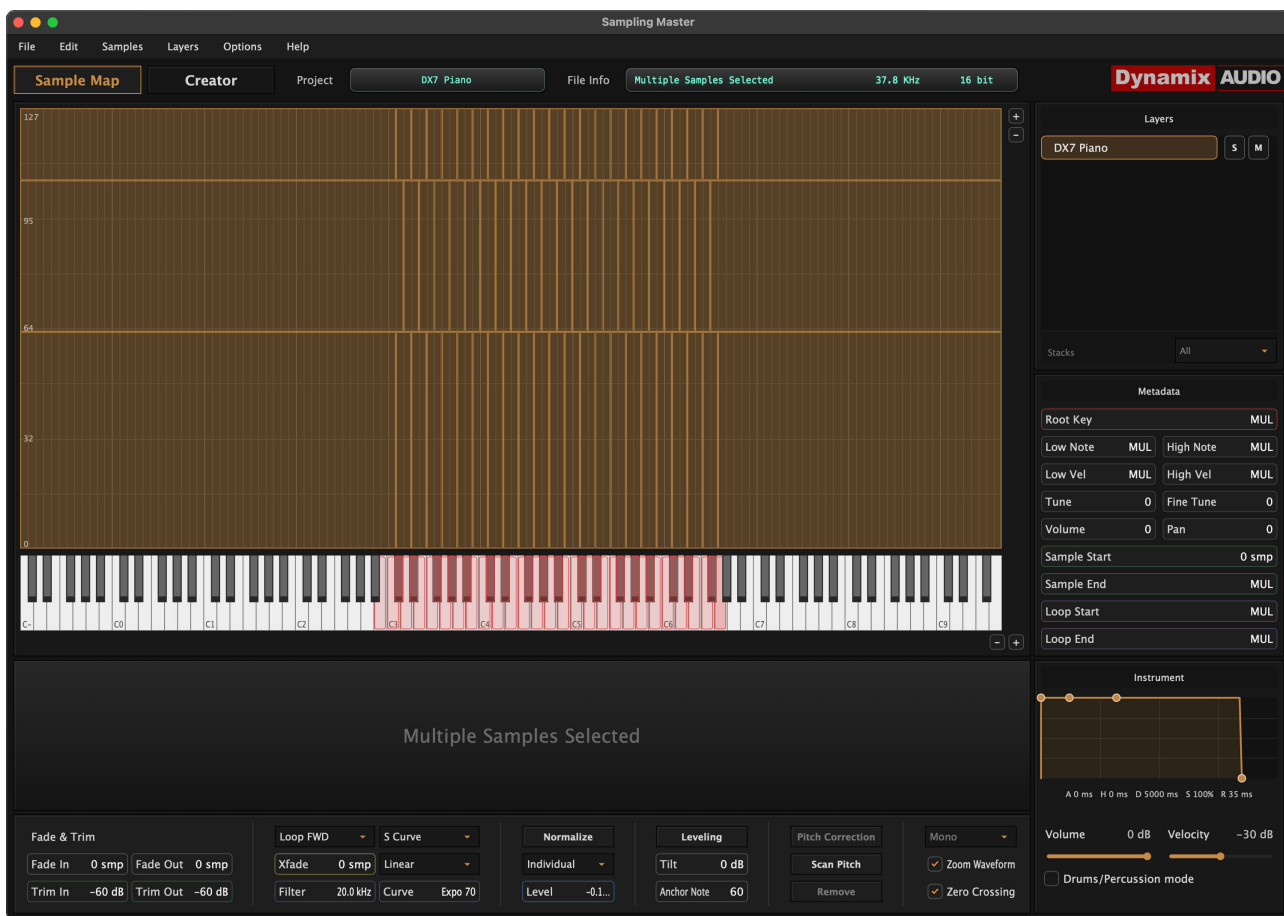 Sampling Master
File Edit Samples Layers Options Help
Sample Map Creator Project DX7 Piano File Info Multiple Samples Selected 37.8 KHz 16 bit Dynamix AUDIO
127
95
64
32
0
+
-
C- C0 C1 C2 C3 C4 C5 C6 C7 C8 C9
- +
Layers
DX7 Piano S M
Stacks All
Metadata
Root Key MUL
Low Note MUL High Note MUL
Low Vel MUL High Vel MUL
Tune 0 Fine Tune 0
Volume 0 Pan 0
Sample Start 0 smp
Sample End MUL
Loop Start MUL
Loop End MUL
Multiple Samples Selected
Instrument
A 0 ms H 0 ms D 5000 ms S 100% R 35 ms
Volume 0 dB Velocity -30 dB
Drums/Percussion mode
Fade & Trim
Fade In 0 smp Fade Out 0 smp
Trim In -60 dB Trim Out -60 dB
Loop FWD S Curve
Xfade 0 smp Linear
Filter 20.0 kHz Curve Expo 70
Normalize
Individual
Level -0.1...
Leveling
Tilt 0 dB
Anchor Note 60
Pitch Correction
Scan Pitch
Remove
Mono
Zoom Waveform
Zero Crossing